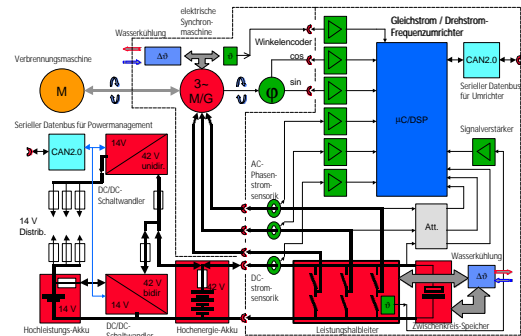 elektrische
Synchron-
maschine
Wasserkühlung
Δϑ
ϑ
Winkelencoder
cos
sin
Gleichstrom / Drehstrom-
Frequenzumrichter
Verbrennungsmaschine
M
3~
M/G
φ
µC/DSP
CAN2.0
Serieller Datenbus
für Umrichter
Signalverstärker
Serieller Datenbus für Powermanagement
CAN2.0
14V
42 V
unidir.
DC/DC-
Schaltwandler
AC-
Phasen-
strom-
sensorik
14 V
Distrib.
Att.
DC-
strom-
sensorik
Wasserkühlung
Δϑ
14 V
42 V
bidir
14 V
42 V
ϑ
Hochleistungs-Akku
DC/DC-
Schaltwandler
Hochenergie-Akku
Leistungshalbleiter
Zwischenkreis-Speicher